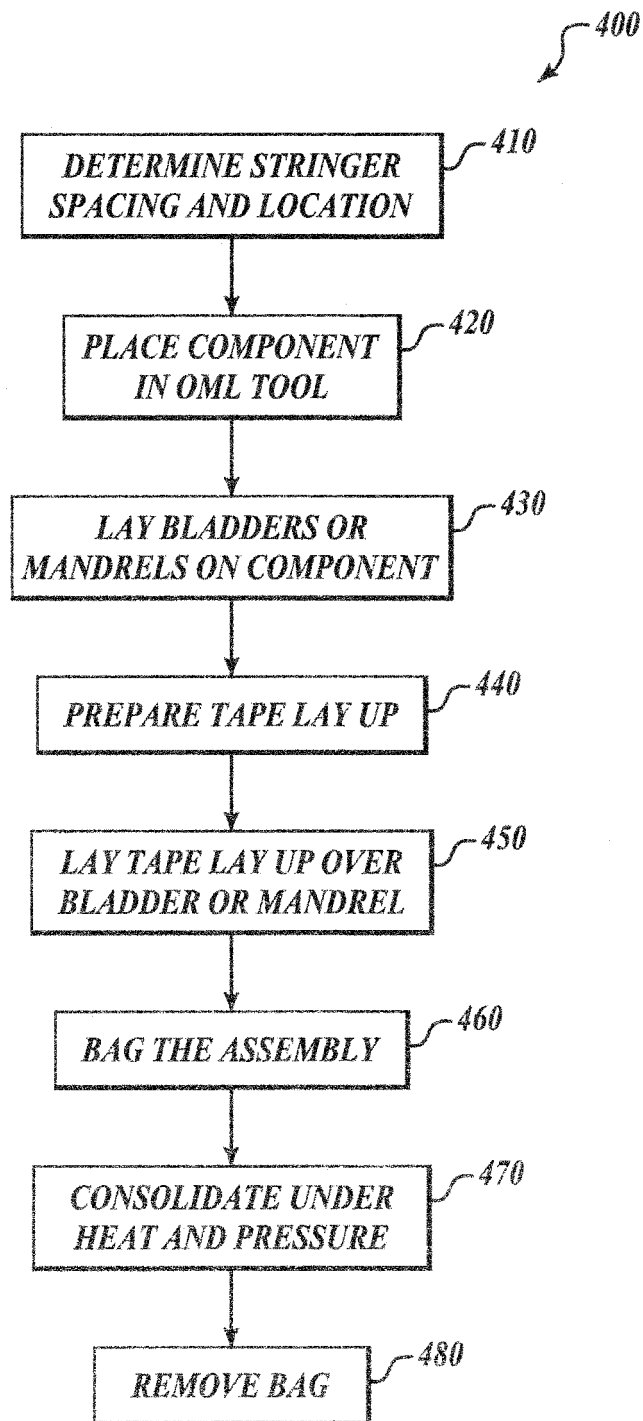 400
410
DETERMINE STRINGER
SPACING AND LOCATION
420
PLACE COMPONENT
IN OML TOOL
430
LAY BLADDERS OR
MANDRELS ON COMPONENT
440
PREPARE TAPE LAY UP
450
LAY TAPE LAY UP OVER
BLADDER OR MANDREL
460
BAG THE ASSEMBLY
470
CONSOLIDATE UNDER
HEAT AND PRESSURE
480
REMOVE BAG